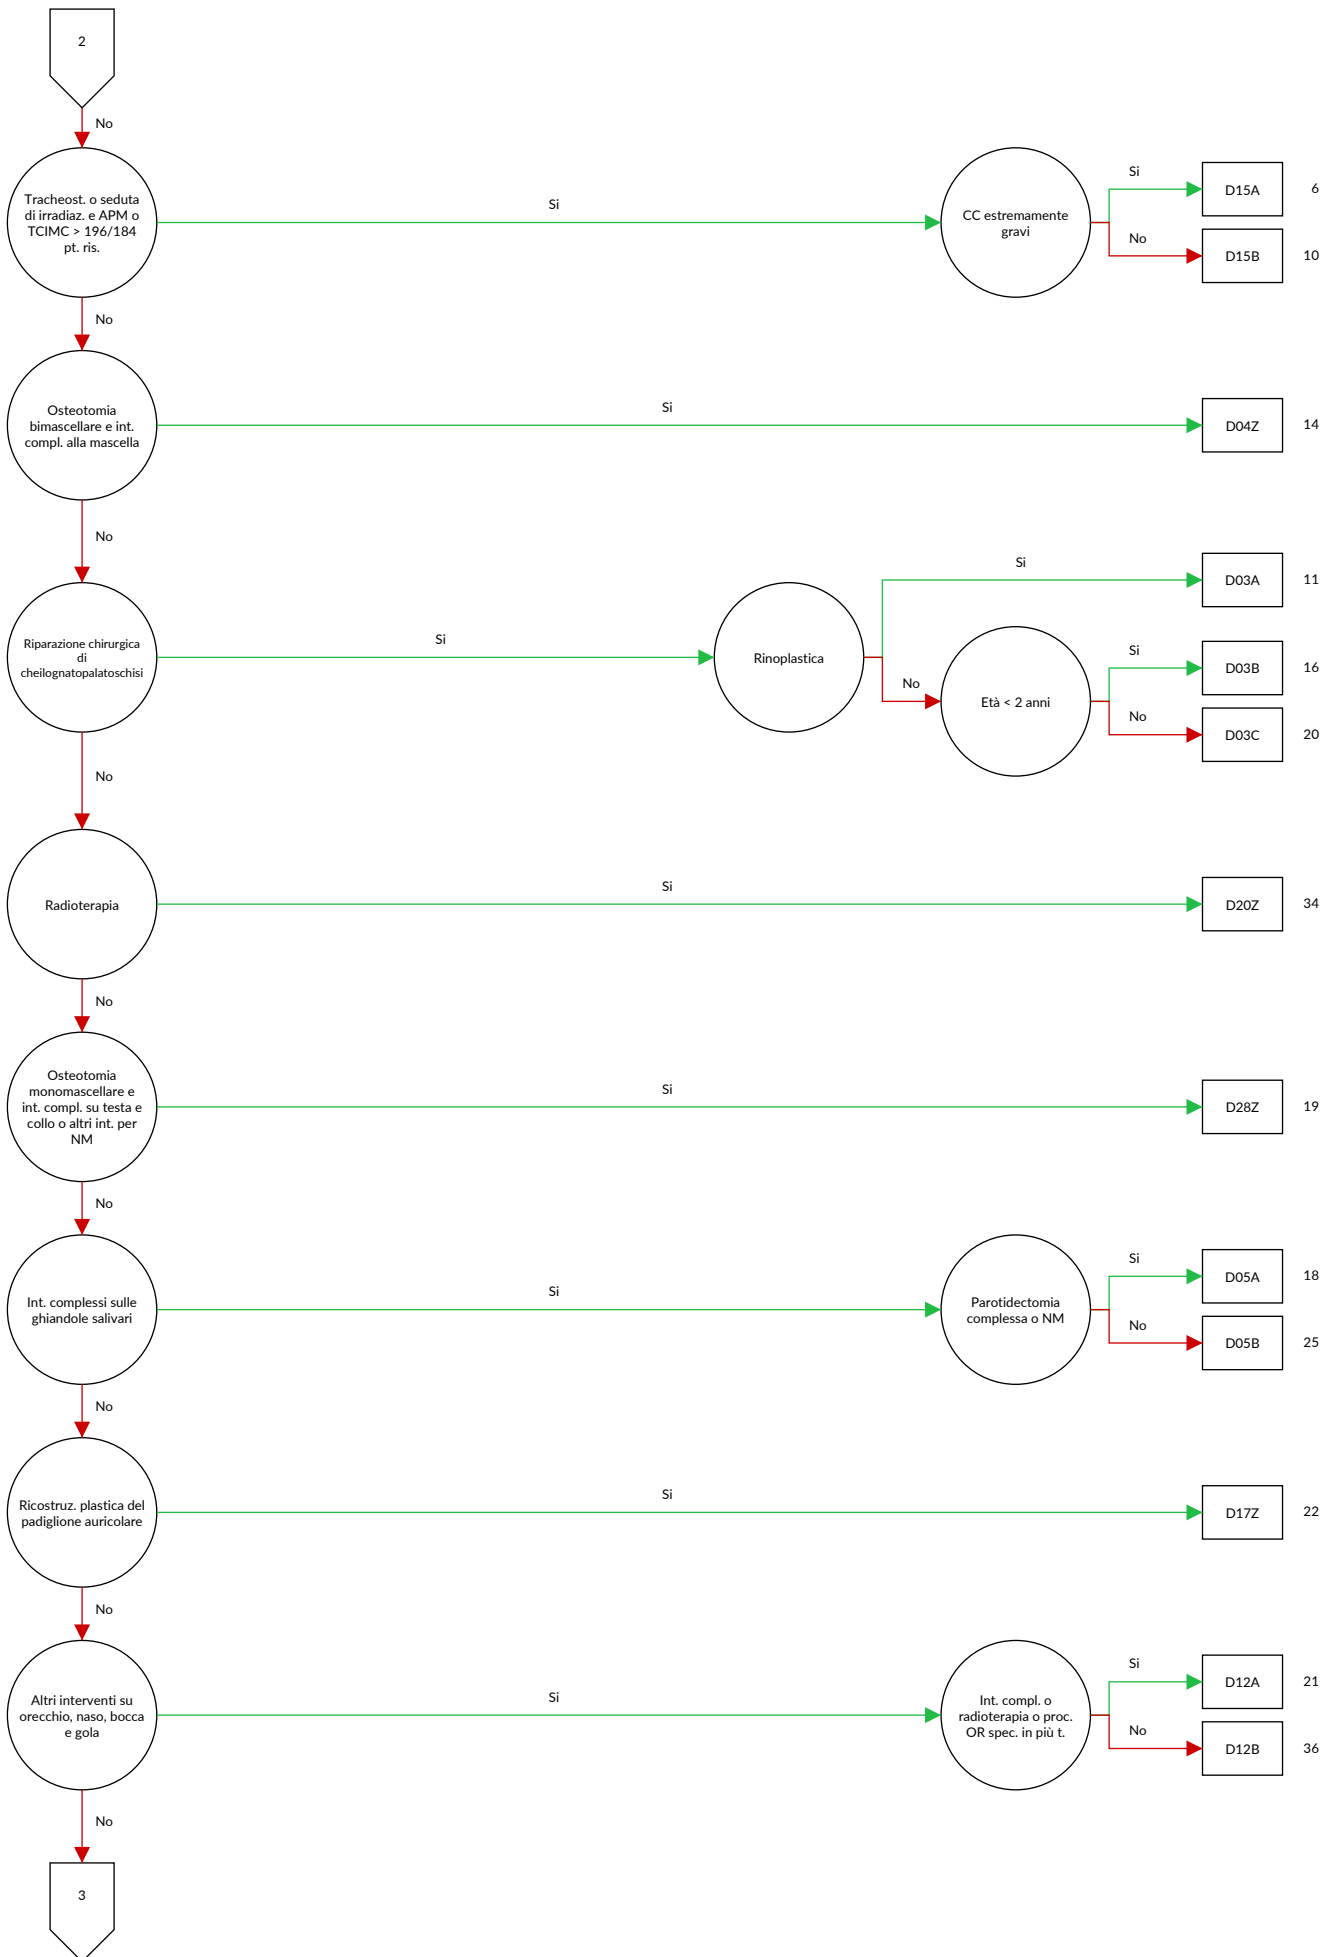 2
No
Tracheost. o seduta
di irradiaz. e APM o
TCIMC > 196/184
pt. ris.
Si
CC estremamente
gravi
Si
D15A
6
No
D15B
10
No
Osteotomia
bimascellare e int.
compl. alla mascella
Si
D04Z
14
No
Riparazione chirurgica
di
cheilognatopalatoschisi
Si
Rinoplastica
Si
D03A
11
No
Età < 2 anni
Si
D03B
16
No
D03C
20
No
Radioterapia
Si
D20Z
34
No
Osteotomia
monomascellare e
int. compl. su testa e
collo o altri int. per
NM
Si
D28Z
19
No
Int. complessi sulle
ghiandole salivari
Si
Parotidectomia
complessa o NM
Si
D05A
18
No
D05B
25
No
Ricostruz. plastica del
padiglione auricolare
Si
D17Z
22
No
Altri interventi su
orecchio, naso, bocca
e gola
Si
Int. compl. o
radioterapia o proc.
OR spec. in più t.
Si
D12A
21
No
D12B
36
No
3